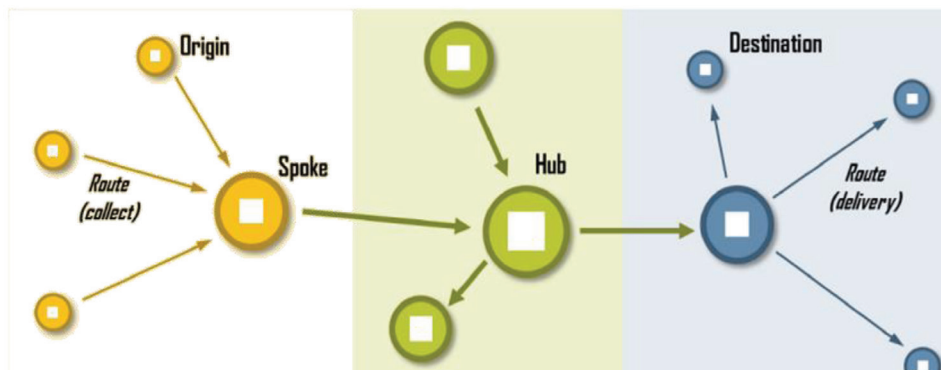 Origin
Spoke
Route
(collect)
Hub
Destination
Route
(delivery)